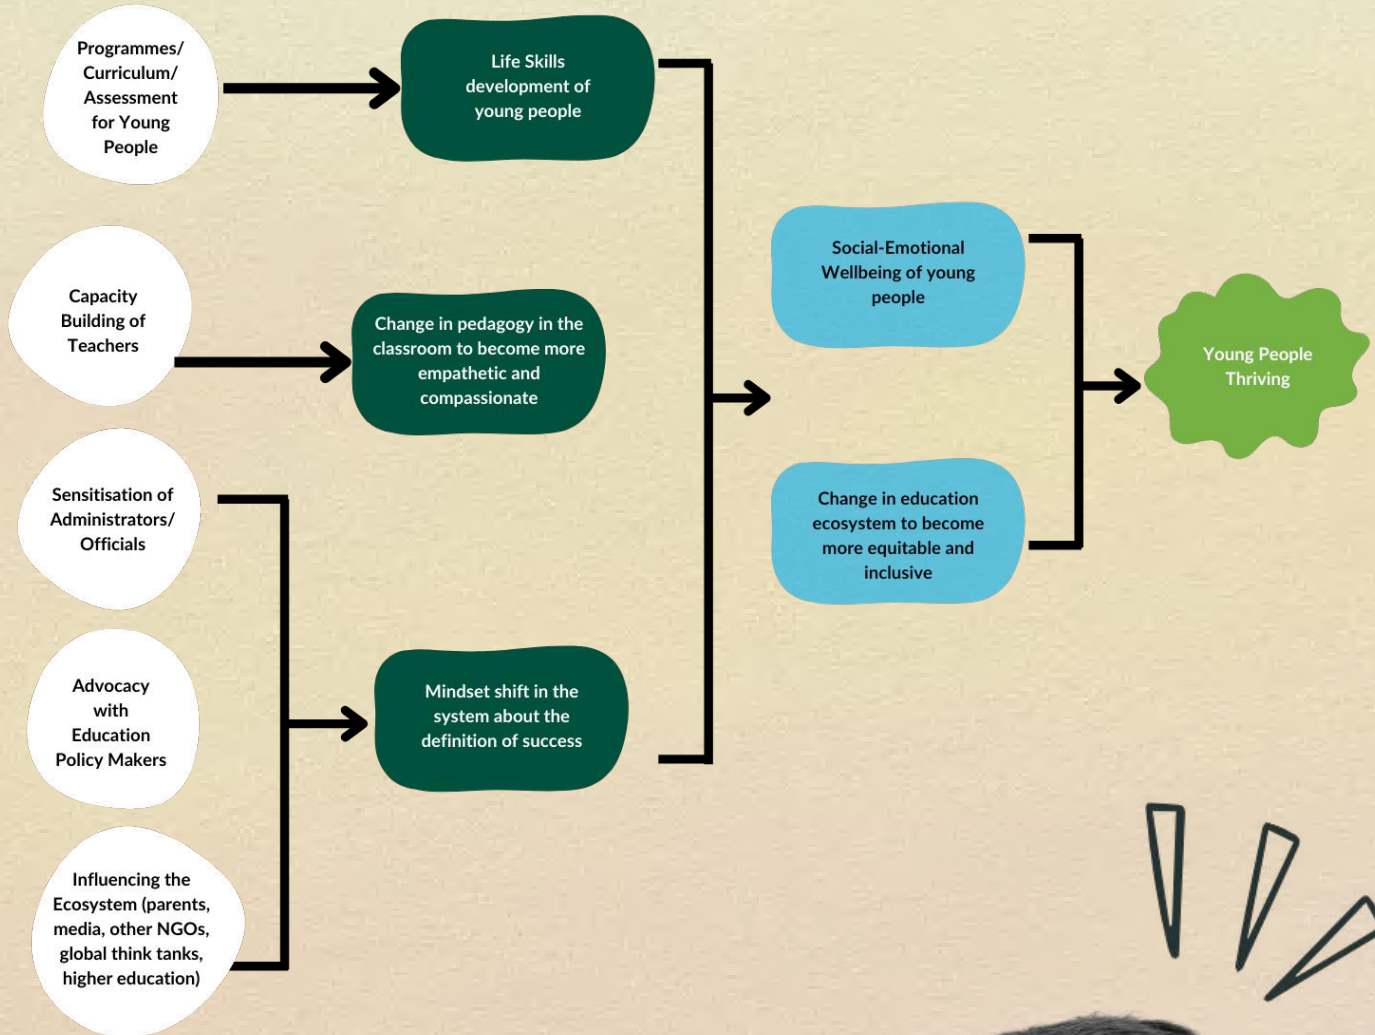 Programmes/
Curriculum/
Assessment
for Young
People
Life Skills
development of
young people
Capacity
Building of
Teachers
Change in pedagogy in the
classroom to become more
empathetic and
compassionate
Sensitisation of
Administrators/
Officials
Advocacy
with
Education
Policy Makers
Influencing the
Ecosystem (parents,
media, other NGOs,
global think tanks,
higher education)
Mindset shift in the
system about the
definition of success
Social-Emotional
Wellbeing of young
people
Change in education
ecosystem to become
more equitable and
inclusive
Young People
Thriving